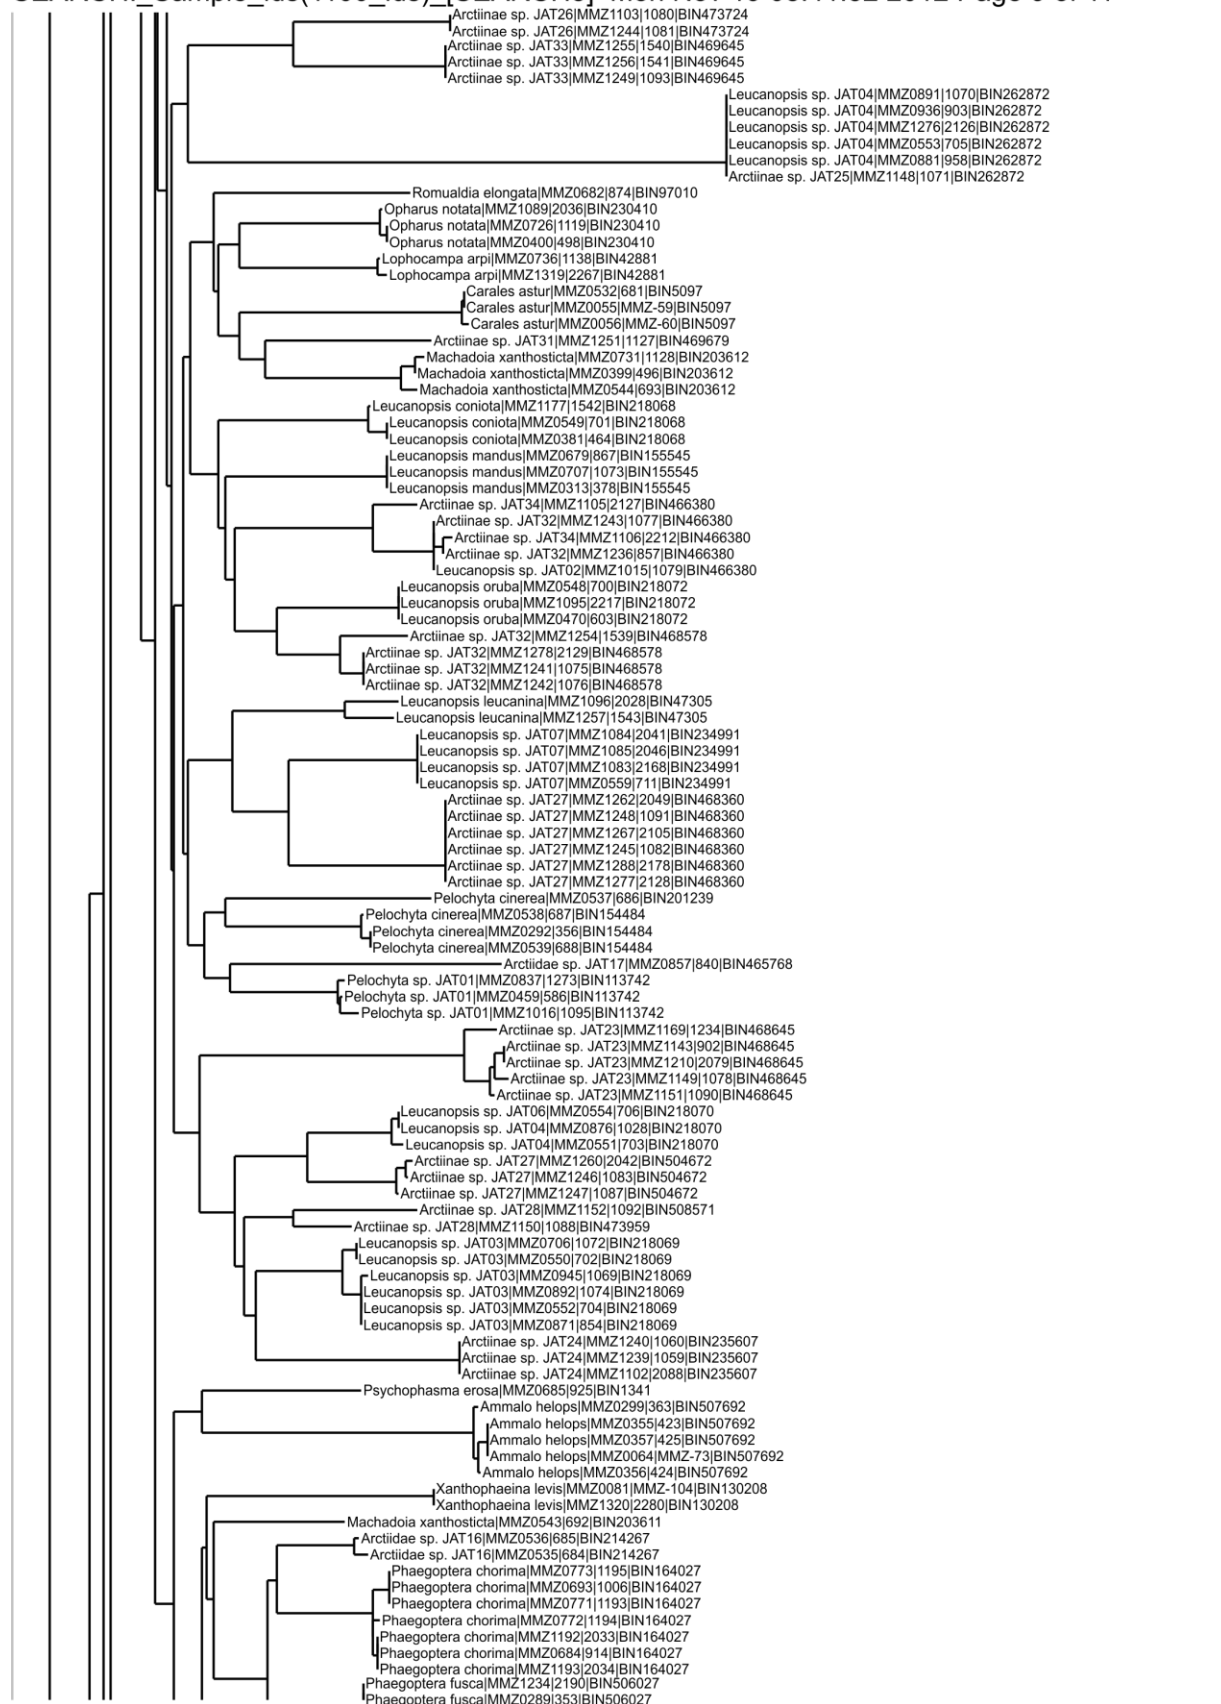 Arctiinae sp. JAT26|MMZ1103|1080|BIN473724
Arctiinae sp. JAT26|MMZ1244|1081|BIN473724
Arctiinae sp. JAT33|MMZ1255|1540|BIN469645
Arctiinae sp. JAT33|MMZ1256|1541|BIN469645
Arctiinae sp. JAT33|MMZ1249|1093|BIN469645
Leucanopsis sp. JAT04|MMZ0891|1070|BIN262872
Leucanopsis sp. JAT04|MMZ0936|903|BIN262872
Leucanopsis sp. JAT04|MMZ1276|2126|BIN262872
Leucanopsis sp. JAT04|MMZ0553|705|BIN262872
Leucanopsis sp. JAT04|MMZ0881|958|BIN262872
Arctiinae sp. JAT25|MMZ1148|1071|BIN262872
Romualdia elongata|MMZ0682|874|BIN97010
Opharus notata|MMZ1089|2036|BIN230410
Opharus notata|MMZ0726|1119|BIN230410
Opharus notata|MMZ0400|498|BIN230410
Lophocampa arpi|MMZ0736|1138|BIN42881
Lophocampa arpi|MMZ1319|2267|BIN42881
Carales astur|MMZ0532|681|BIN5097
Carales astur|MMZ0055|MMZ-59|BIN5097
Carales astur|MMZ0056|MMZ-60|BIN5097
Arctiinae sp. JAT31|MMZ1251|1127|BIN469679
Machadoia xanthosticta|MMZ0731|1128|BIN203612
Machadoia xanthosticta|MMZ0399|496|BIN203612
Machadoia xanthosticta|MMZ0544|693|BIN203612
Leucanopsis coniota|MMZ1177|1542|BIN218068
Leucanopsis coniota|MMZ0549|701|BIN218068
Leucanopsis coniota|MMZ0381|464|BIN218068
Leucanopsis mandus|MMZ0679|867|BIN155545
Leucanopsis mandus|MMZ0707|1073|BIN155545
Leucanopsis mandus|MMZ0313|378|BIN155545
Arctiinae sp. JAT34|MMZ1105|2127|BIN466380
Arctiinae sp. JAT32|MMZ1243|1077|BIN466380
Arctiinae sp. JAT34|MMZ1106|2212|BIN466380
Arctiinae sp. JAT32|MMZ1236|857|BIN466380
Leucanopsis sp. JAT02|MMZ1015|1079|BIN466380
Leucanopsis oruba|MMZ0548|700|BIN218072
Leucanopsis oruba|MMZ1095|2217|BIN218072
Leucanopsis oruba|MMZ0470|603|BIN218072
Arctiinae sp. JAT32|MMZ1254|1539|BIN468578
Arctiinae sp. JAT32|MMZ1278|2129|BIN468578
Arctiinae sp. JAT32|MMZ1241|1075|BIN468578
Arctiinae sp. JAT32|MMZ1242|1076|BIN468578
Leucanopsis leucanina|MMZ1096|2028|BIN47305
Leucanopsis leucanina|MMZ1257|1543|BIN47305
Leucanopsis sp. JAT07|MMZ1084|2041|BIN234991
Leucanopsis sp. JAT07|MMZ1085|2046|BIN234991
Leucanopsis sp. JAT07|MMZ1083|2168|BIN234991
Leucanopsis sp. JAT07|MMZ0559|711|BIN234991
Arctiinae sp. JAT27|MMZ1262|2049|BIN468360
Arctiinae sp. JAT27|MMZ1248|1091|BIN468360
Arctiinae sp. JAT27|MMZ1267|2105|BIN468360
Arctiinae sp. JAT27|MMZ1245|1082|BIN468360
Arctiinae sp. JAT27|MMZ1288|2178|BIN468360
Arctiinae sp. JAT27|MMZ1277|2128|BIN468360
Pelochyta cinerea|MMZ0537|686|BIN201239
Pelochyta cinerea|MMZ0538|687|BIN154484
Pelochyta cinerea|MMZ0292|356|BIN154484
Pelochyta cinerea|MMZ0539|688|BIN154484
Arctiidae sp. JAT17|MMZ0857|840|BIN465768
Pelochyta sp. JAT01|MMZ0837|1273|BIN113742
Pelochyta sp. JAT01|MMZ0459|586|BIN113742
Pelochyta sp. JAT01|MMZ1016|1095|BIN113742
Arctiinae sp. JAT23|MMZ1169|1234|BIN468645
Arctiinae sp. JAT23|MMZ1143|902|BIN468645
Arctiinae sp. JAT23|MMZ1210|2079|BIN468645
Arctiinae sp. JAT23|MMZ1149|1078|BIN468645
Arctiinae sp. JAT23|MMZ1151|1090|BIN468645
Leucanopsis sp. JAT06|MMZ0554|706|BIN218070
Leucanopsis sp. JAT04|MMZ0876|1028|BIN218070
Leucanopsis sp. JAT04|MMZ0551|703|BIN218070
Arctiinae sp. JAT27|MMZ1260|2042|BIN504672
Arctiinae sp. JAT27|MMZ1246|1083|BIN504672
Arctiinae sp. JAT27|MMZ1247|1087|BIN504672
Arctiinae sp. JAT28|MMZ1152|1092|BIN508571
Arctiinae sp. JAT28|MMZ1150|1088|BIN473959
Leucanopsis sp. JAT03|MMZ0706|1072|BIN218069
Leucanopsis sp. JAT03|MMZ0550|702|BIN218069
Leucanopsis sp. JAT03|MMZ0945|1069|BIN218069
Leucanopsis sp. JAT03|MMZ0892|1074|BIN218069
Leucanopsis sp. JAT03|MMZ0552|704|BIN218069
Leucanopsis sp. JAT03|MMZ0871|854|BIN218069
Arctiinae sp. JAT24|MMZ1240|1060|BIN235607
Arctiinae sp. JAT24|MMZ1239|1059|BIN235607
Arctiinae sp. JAT24|MMZ1102|2088|BIN235607
Psychophasma erosa|MMZ0685|925|BIN1341
Ammalo helops|MMZ0299|363|BIN507692
Ammalo helops|MMZ0355|423|BIN507692
Ammalo helops|MMZ0357|425|BIN507692
Ammalo helops|MMZ0064|MMZ-73|BIN507692
Ammalo helops|MMZ0356|424|BIN507692
Xanthophaeina levis|MMZ0081|MMZ-104|BIN130208
Xanthophaeina levis|MMZ1320|2280|BIN130208
Machadoia xanthosticta|MMZ0543|692|BIN203611
Arctiidae sp. JAT16|MMZ0536|685|BIN214267
Arctiidae sp. JAT16|MMZ0535|684|BIN214267
Phaegoptera chorima|MMZ0773|1195|BIN164027
Phaegoptera chorima|MMZ0693|1006|BIN164027
Phaegoptera chorima|MMZ0771|1193|BIN164027
Phaegoptera chorima|MMZ0772|1194|BIN164027
Phaegoptera chorima|MMZ1192|2033|BIN164027
Phaegoptera chorima|MMZ0684|914|BIN164027
Phaegoptera chorima|MMZ1193|2034|BIN164027
Phaegoptera fusca|MMZ1234|2190|BIN506027
Phaegoptera fusca|MMZ0289|353|BIN506027